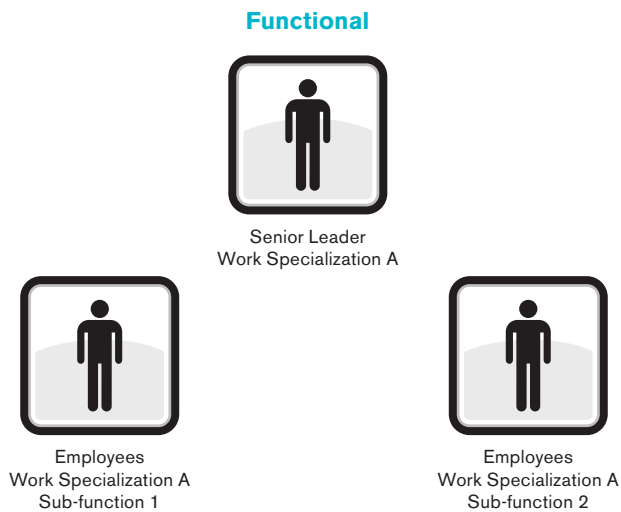 Functional
Senior Leader
Work Specialization A
Employees
Work Specialization A
Sub-function 1
Employees
Work Specialization A
Sub-function 2